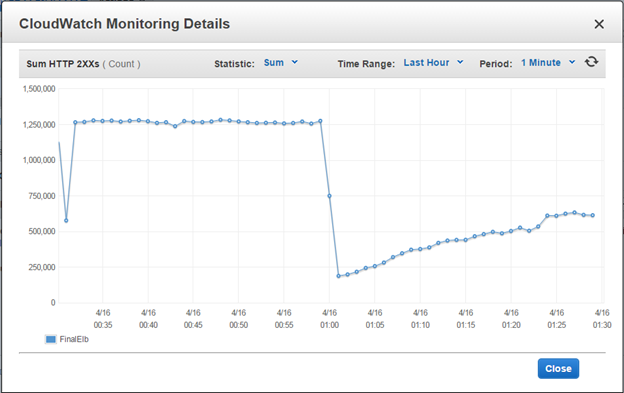 CloudWatch Monitoring Details
Sum HTTP 2XXs ( Count ) Statistic: Sum Time Range: Last Hour Period: 1 Minute
1,500,000
1,250,000
1,000,000
750,000
500,000
250,000
0
4/16 4/16 4/16 4/16 4/16 4/16 4/16 4/16 4/16 4/16 4/16 4/16
00:35 00:40 00:45 00:50 00:55 01:00 01:05 01:10 01:15 01:20 01:25 01:30
FinalElb
Close